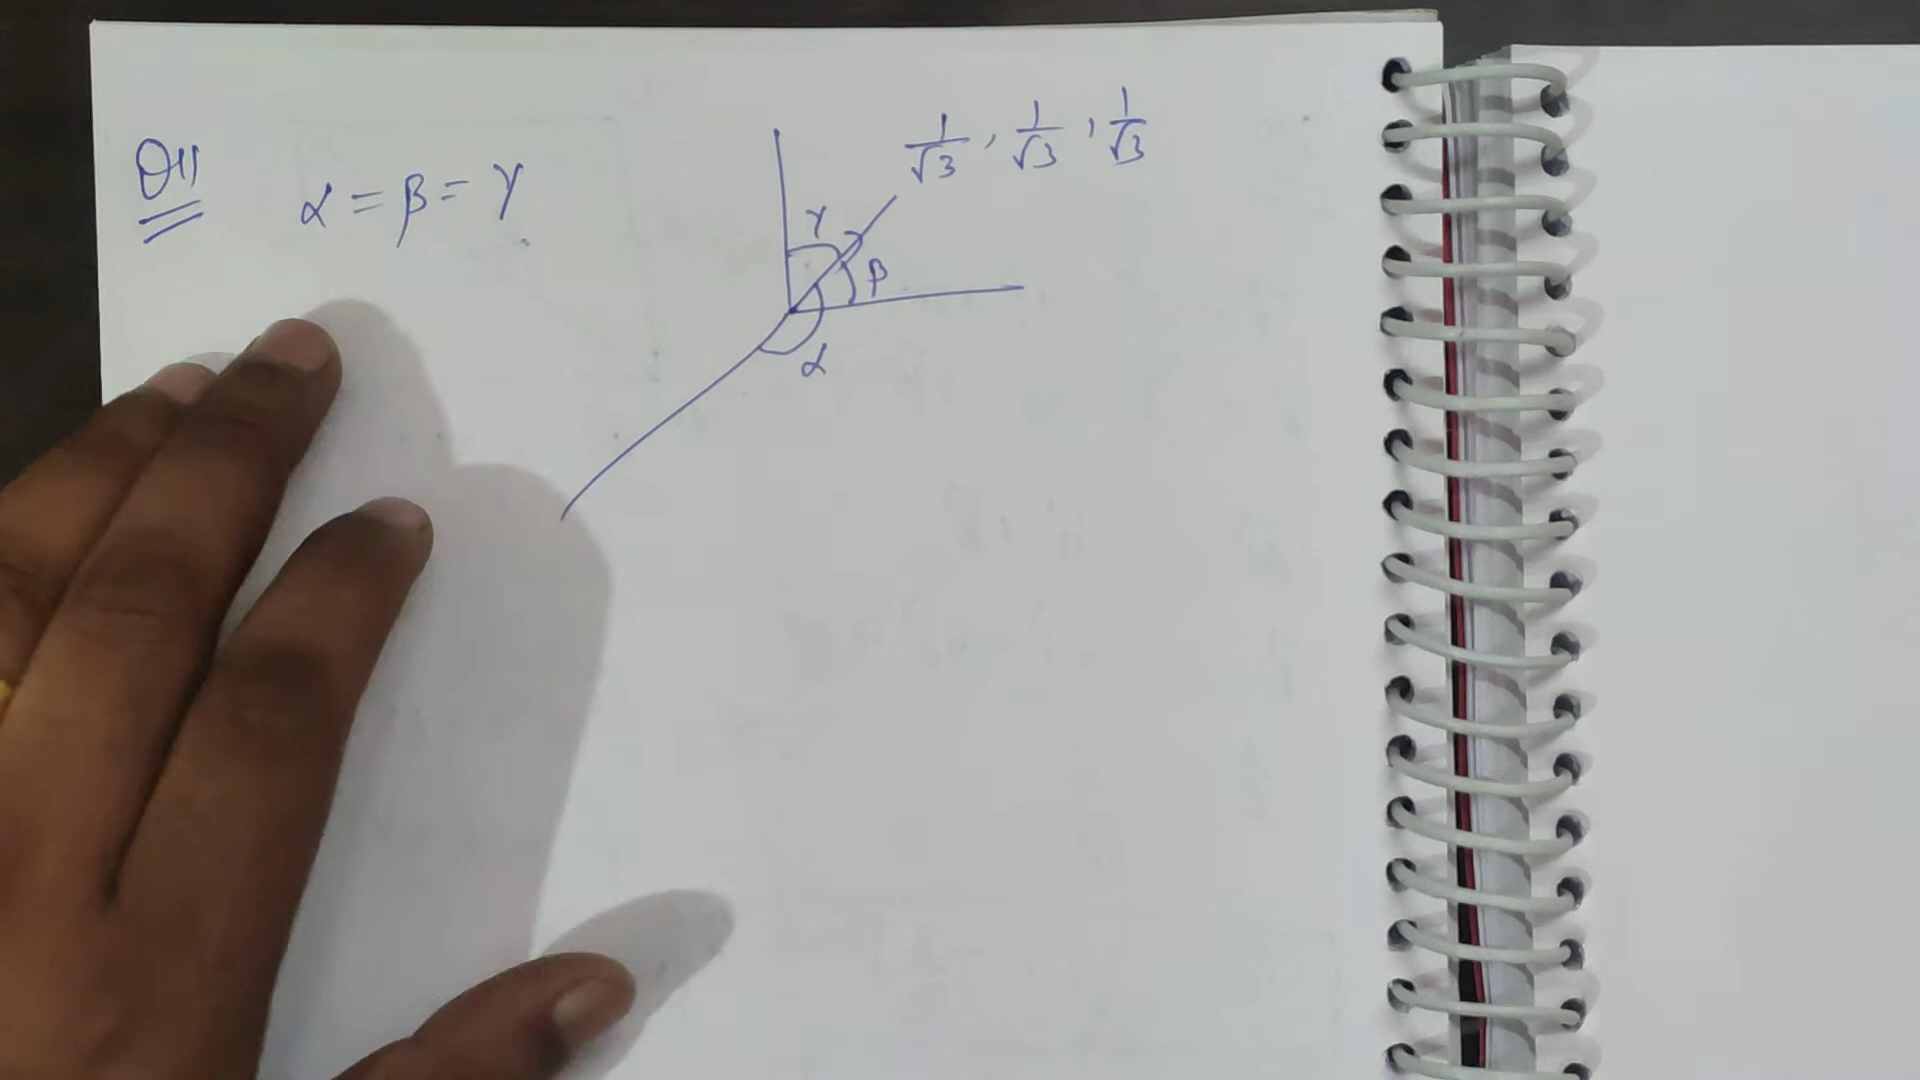 Q11
α = β = γ
1/√3, 1/√3, 1/√3
γ
β
α